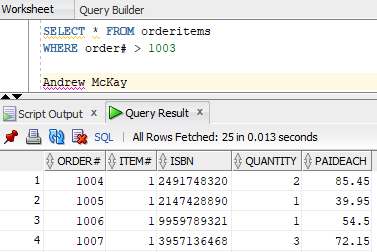 Worksheet Query Builder
SELECT * FROM orderitems
WHERE order# > 1003
Andrew McKay
Script Output x Query Result x
SQL | All Rows Fetched: 25 in 0.013 seconds
ORDER# ITEM# ISBN QUANTITY PAIDEACH
1 1004 1 2491748320 2 85.45
2 1005 1 2147428890 1 39.95
3 1006 1 9959789321 1 54.5
4 1007 1 3957136468 3 72.15